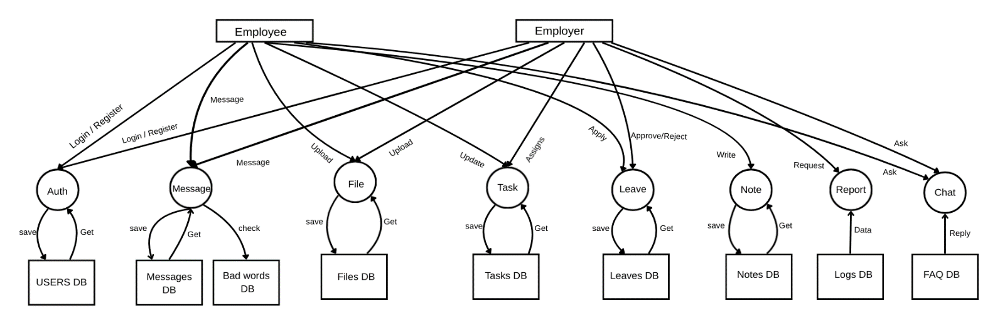 Employee
Employer
Message
Login / Register
Login / Register
Apply
Approve/Reject
Upload
Upload
Update
Assigns
Write
Ask
Message
Request
Ask
Auth
Message
File
Task
Leave
Note
Report
Chat
save
Get
save
Get
check
save
Get
save
Get
save
Get
save
Get
Data
Reply
USERS DB
Messages
DB
Bad words
DB
Files DB
Tasks DB
Leaves DB
Notes DB
Logs DB
FAQ DB